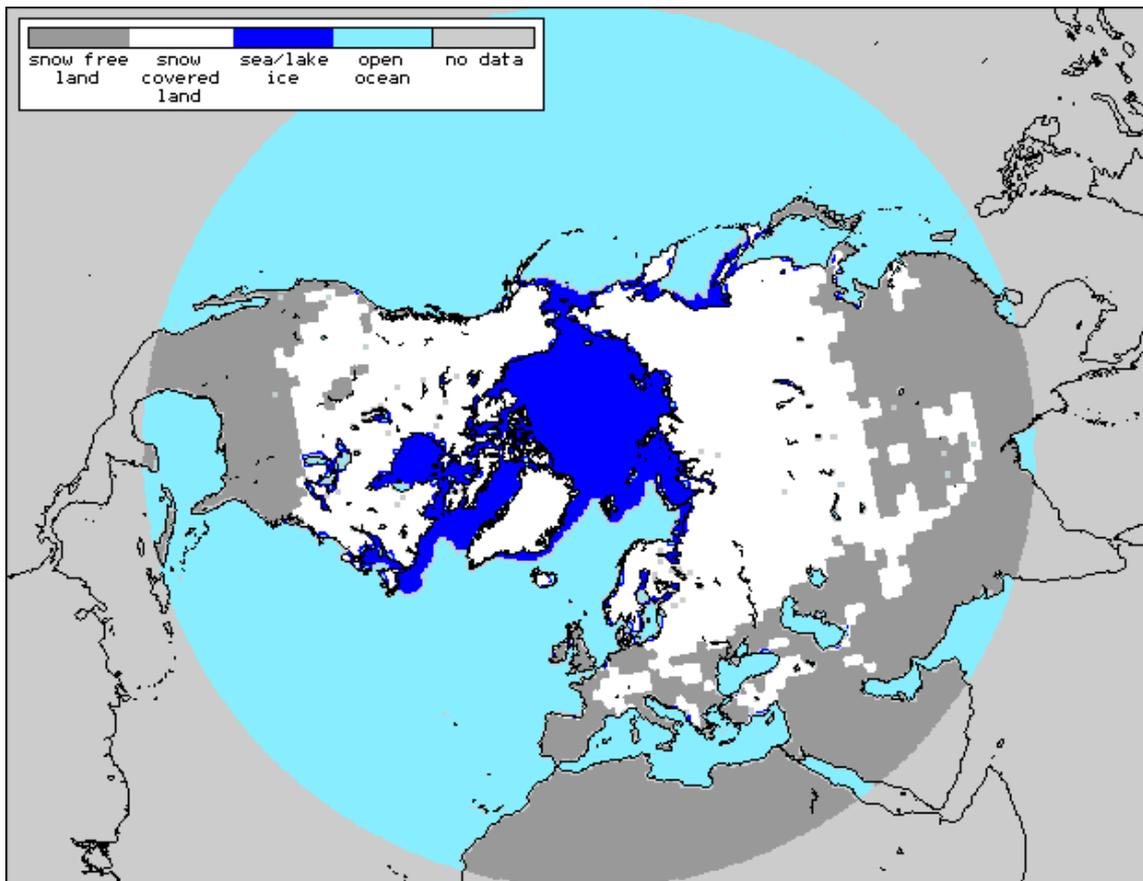 snow free land
snow covered land
sea/lake ice
open ocean
no data